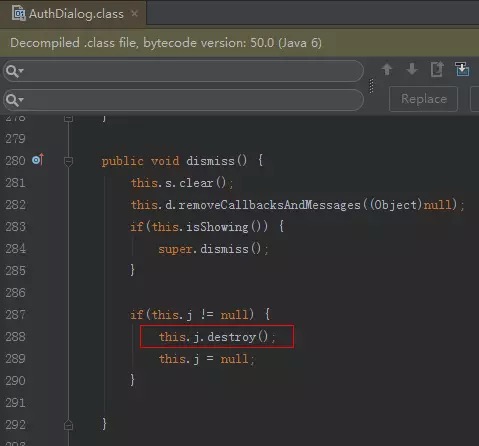 AuthDialog.class
Decompiled .class file, bytecode version: 50.0 (Java 6)
Replace
278 }
279
280 public void dismiss() {
281 this.s.clear();
282 this.d.removeCallbacksAndMessages((Object)null);
283 if(this.isShowing()) {
284 super.dismiss();
285 }
286
287 if(this.j != null) {
288 this.j.destroy();
289 this.j = null;
290 }
291
292 }
293